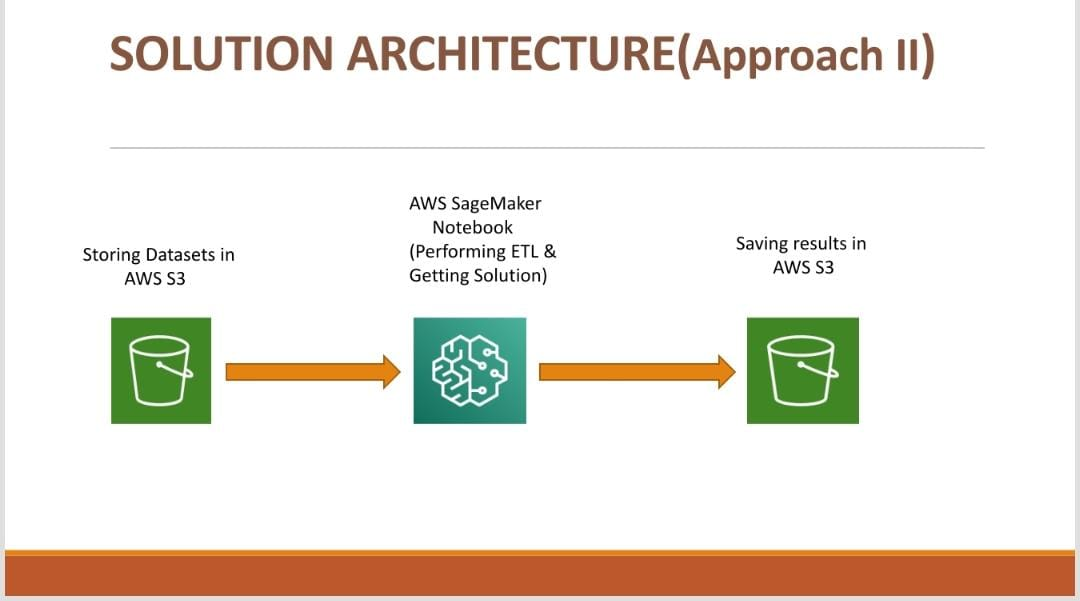 SOLUTION ARCHITECTURE(Approach II)
Storing Datasets in
AWS S3
AWS SageMaker
Notebook
(Performing ETL &
Getting Solution)
Saving results in
AWS S3